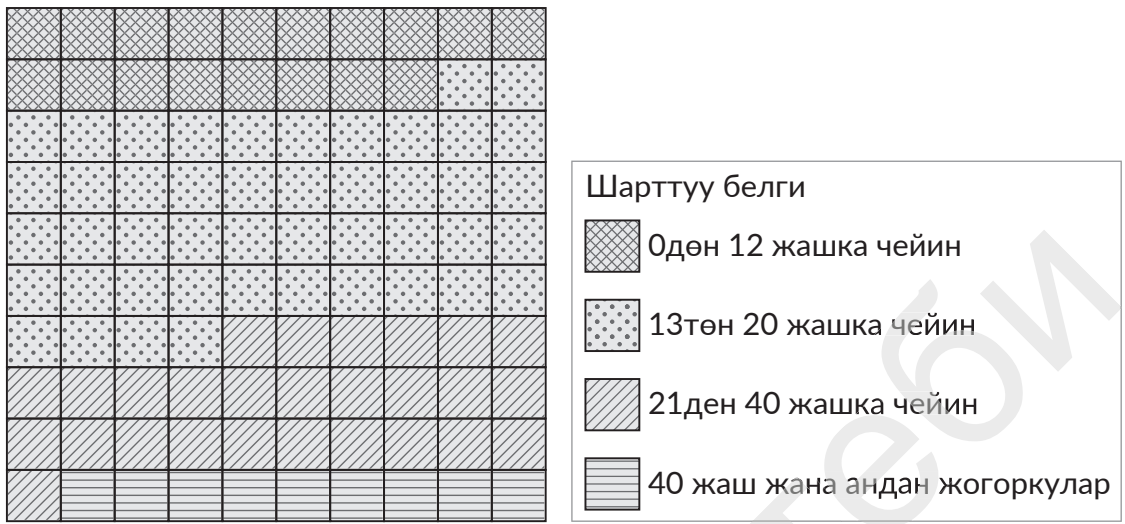 Шарттуу белги
0дөн 12 жашка чейин
13төн 20 жашка чейин
21ден 40 жашка чейин
40 жаш жана андан жогоркулар